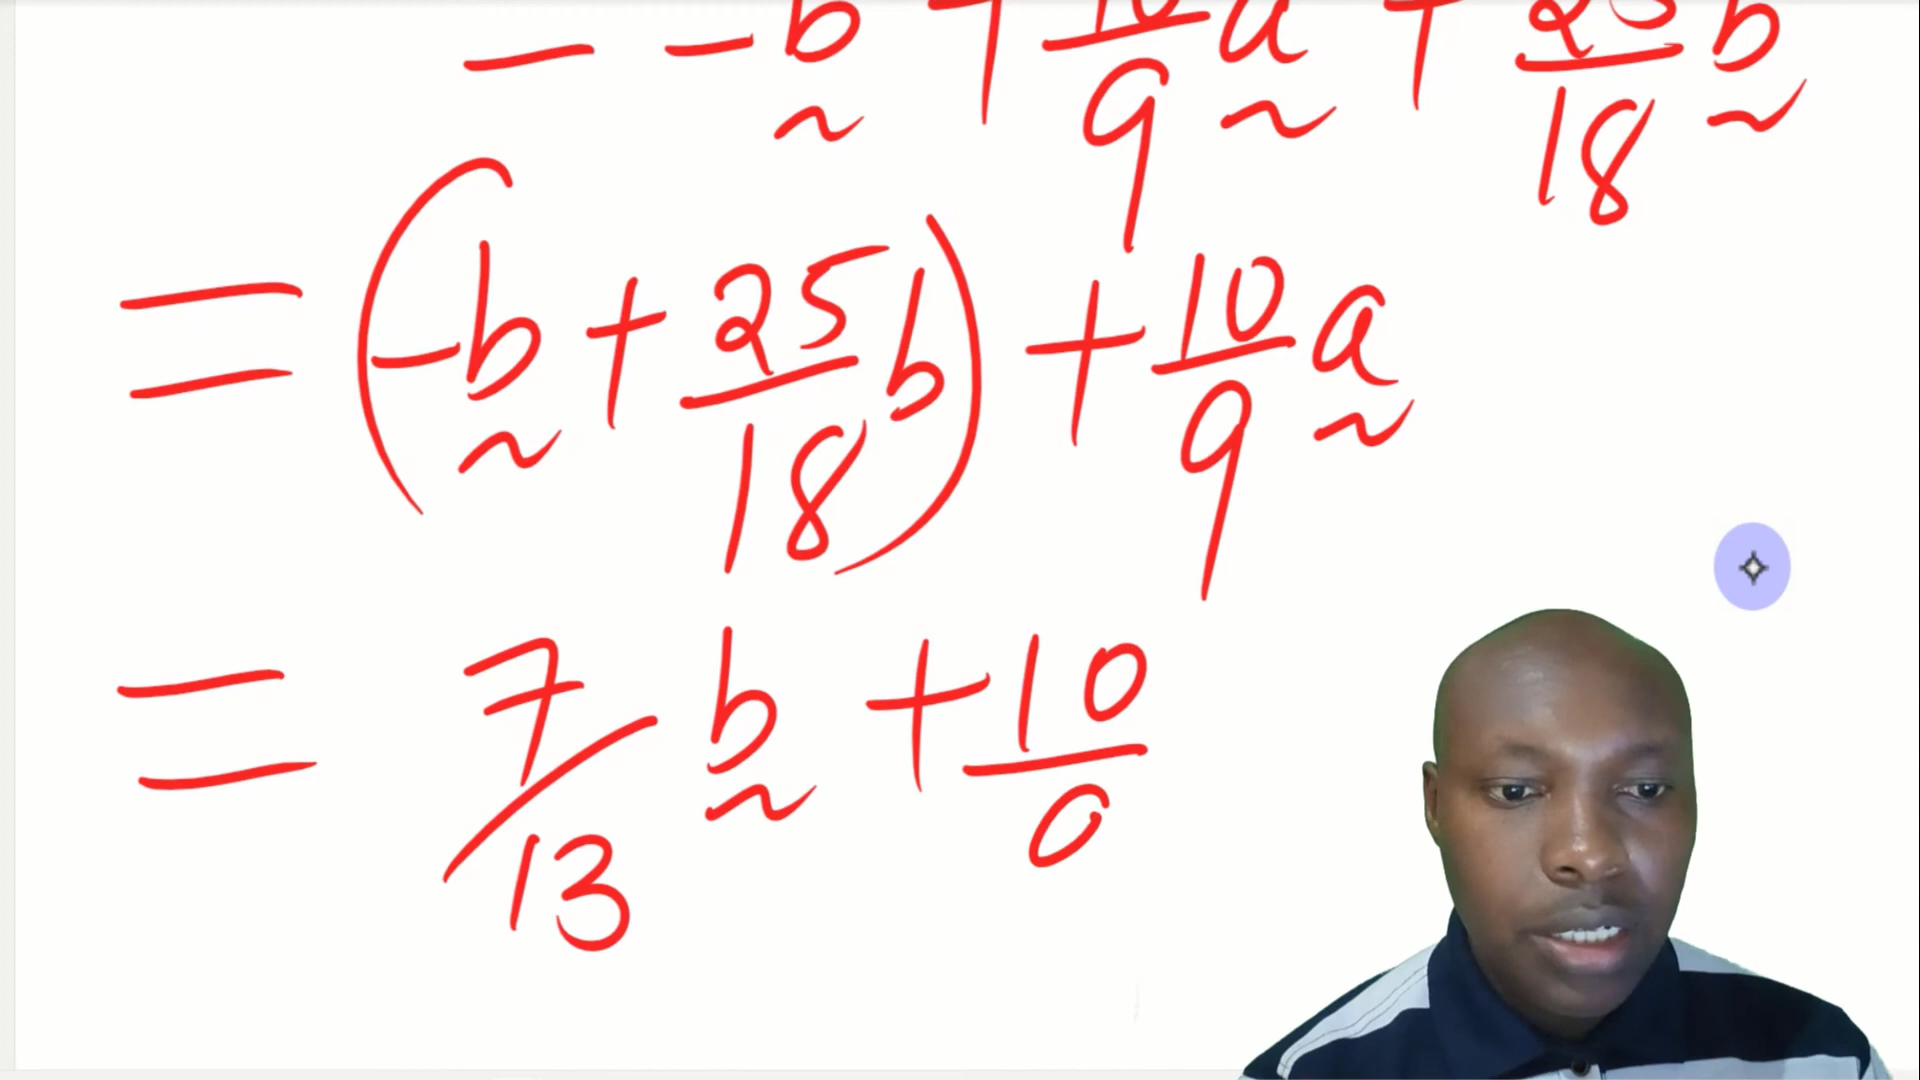 = -b + 10/9 a + 25/18 b
= (-b + 25/18 b) + 10/9 a
= 7/13 b + 10/0